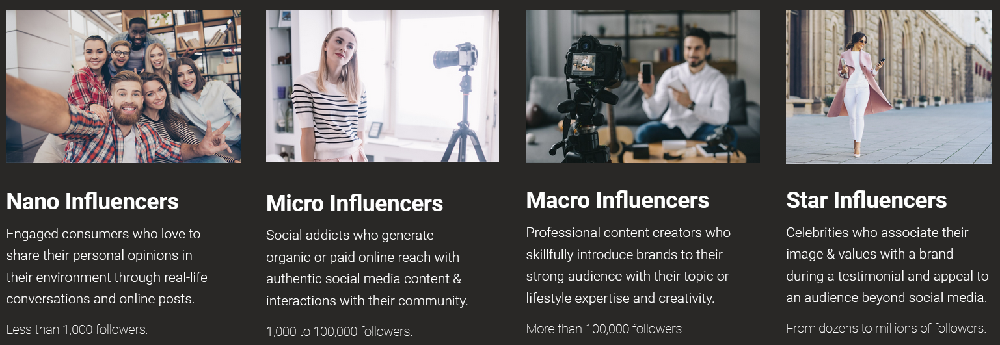 Nano Influencers
Engaged consumers who love to
share their personal opinions in
their environment through real-life
conversations and online posts.
Less than 1,000 followers.
Micro Influencers
Social addicts who generate
organic or paid online reach with
authentic social media content &
interactions with their community.
1,000 to 100,000 followers.
Macro Influencers
Professional content creators who
skillfully introduce brands to their
strong audience with their topic or
lifestyle expertise and creativity.
More than 100,000 followers.
Star Influencers
Celebrities who associate their
image & values with a brand
during a testimonial and appeal to
an audience beyond social media.
From dozens to millions of followers.